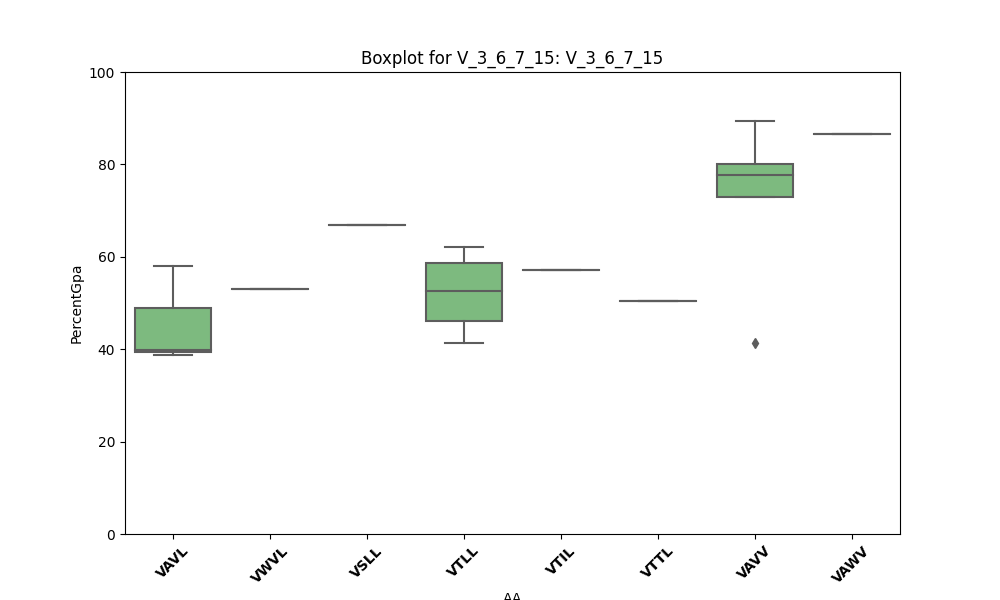 Boxplot for V_3_6_7_15: V_3_6_7_15
PercentGpa
100
80
60
40
20
0
VAVL
VWVL
VSLL
VTLL
VTIL
VTTL
VAVV
VAWV
AA